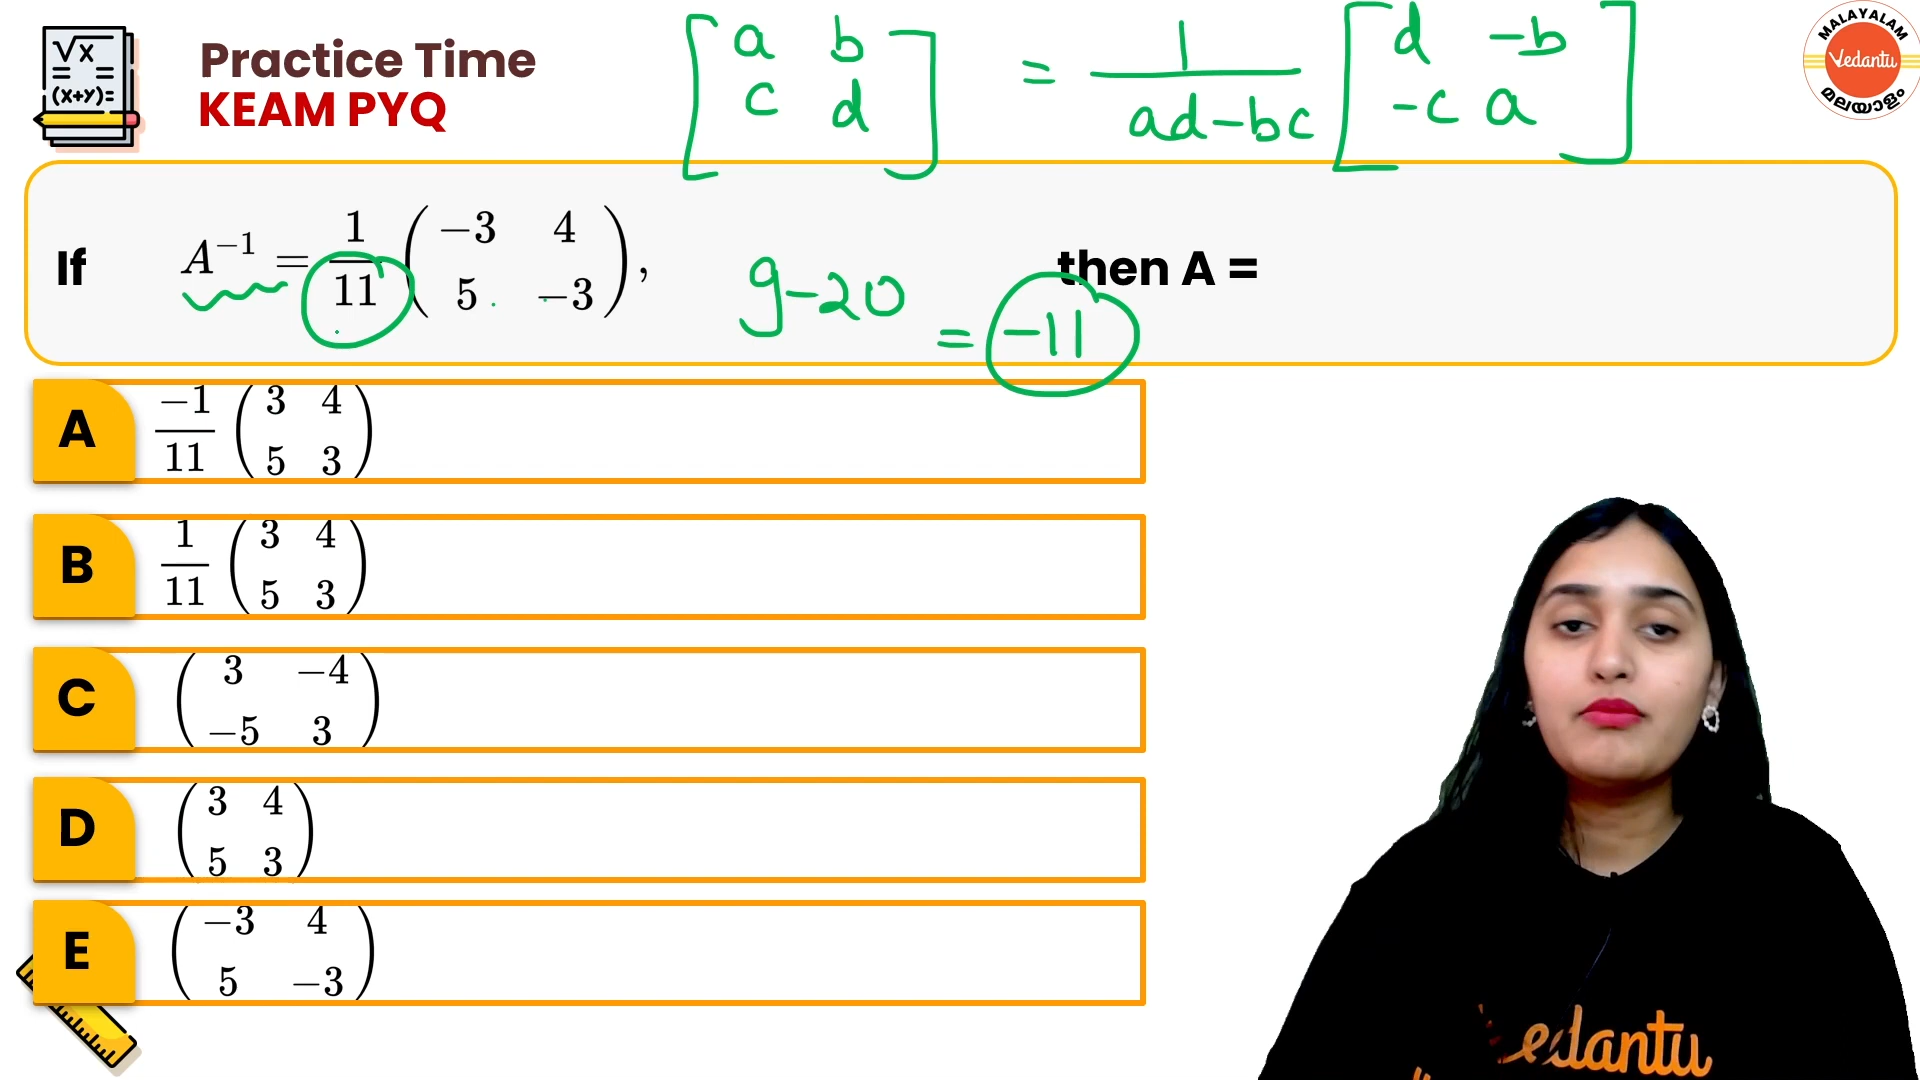 √x
(x+y)=
Practice Time
KEAM PYQ
[a b; c d] = 1/(ad-bc) [d -b; -c a]
MALAYALAM
Vedantu
മലയാളം
If A⁻¹ = 1/11 (−3 4; 5 −3), then A =
9-20 = -11
A −1/11 (3 4; 5 3)
B 1/11 (3 4; 5 3)
C (3 −4; −5 3)
D (3 4; 5 3)
E (−3 4; 5 −3)
edantu